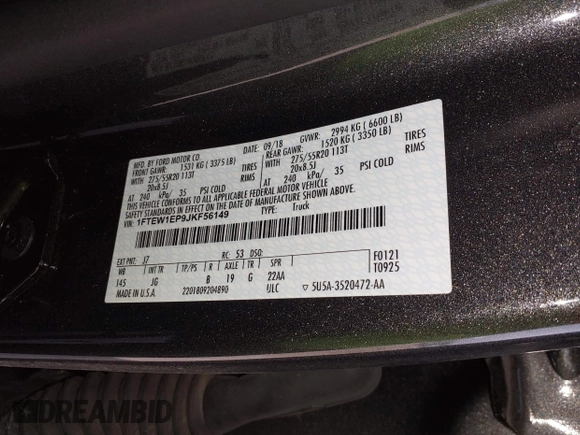 MFD. BY FORD MOTOR CO.
DATE: 09/18 GVWR: 2994 KG ( 6600 LB)
FRONT GAWR: 1531 KG ( 3375 LB) REAR GAWR: 1520 KG ( 3350 LB)
WITH 275/55R20 113T TIRES WITH 275/55R20 113T TIRES
20x8.5J RIMS 20x8.5J RIMS
AT 240 kPa/ 35 PSI COLD AT 240 kPa/ 35 PSI COLD
THIS VEHICLE CONFORMS TO ALL APPLICABLE FEDERAL MOTOR VEHICLE
SAFETY STANDARDS IN EFFECT ON THE DATE OF MANUFACTURE SHOWN ABOVE.
VIN: 1FTEW1EP9JKF56149 TYPE: Truck
F0121
T0925
EXT PNT: J7 RC: 53 DSO:
WB INT TR TP/PS R AXLE TR SPR
145 JG B 19 G 22AA
MADE IN U.S.A. 2201809204890 ULC ▽ 5U5A-3520472-AA
DREAMBID